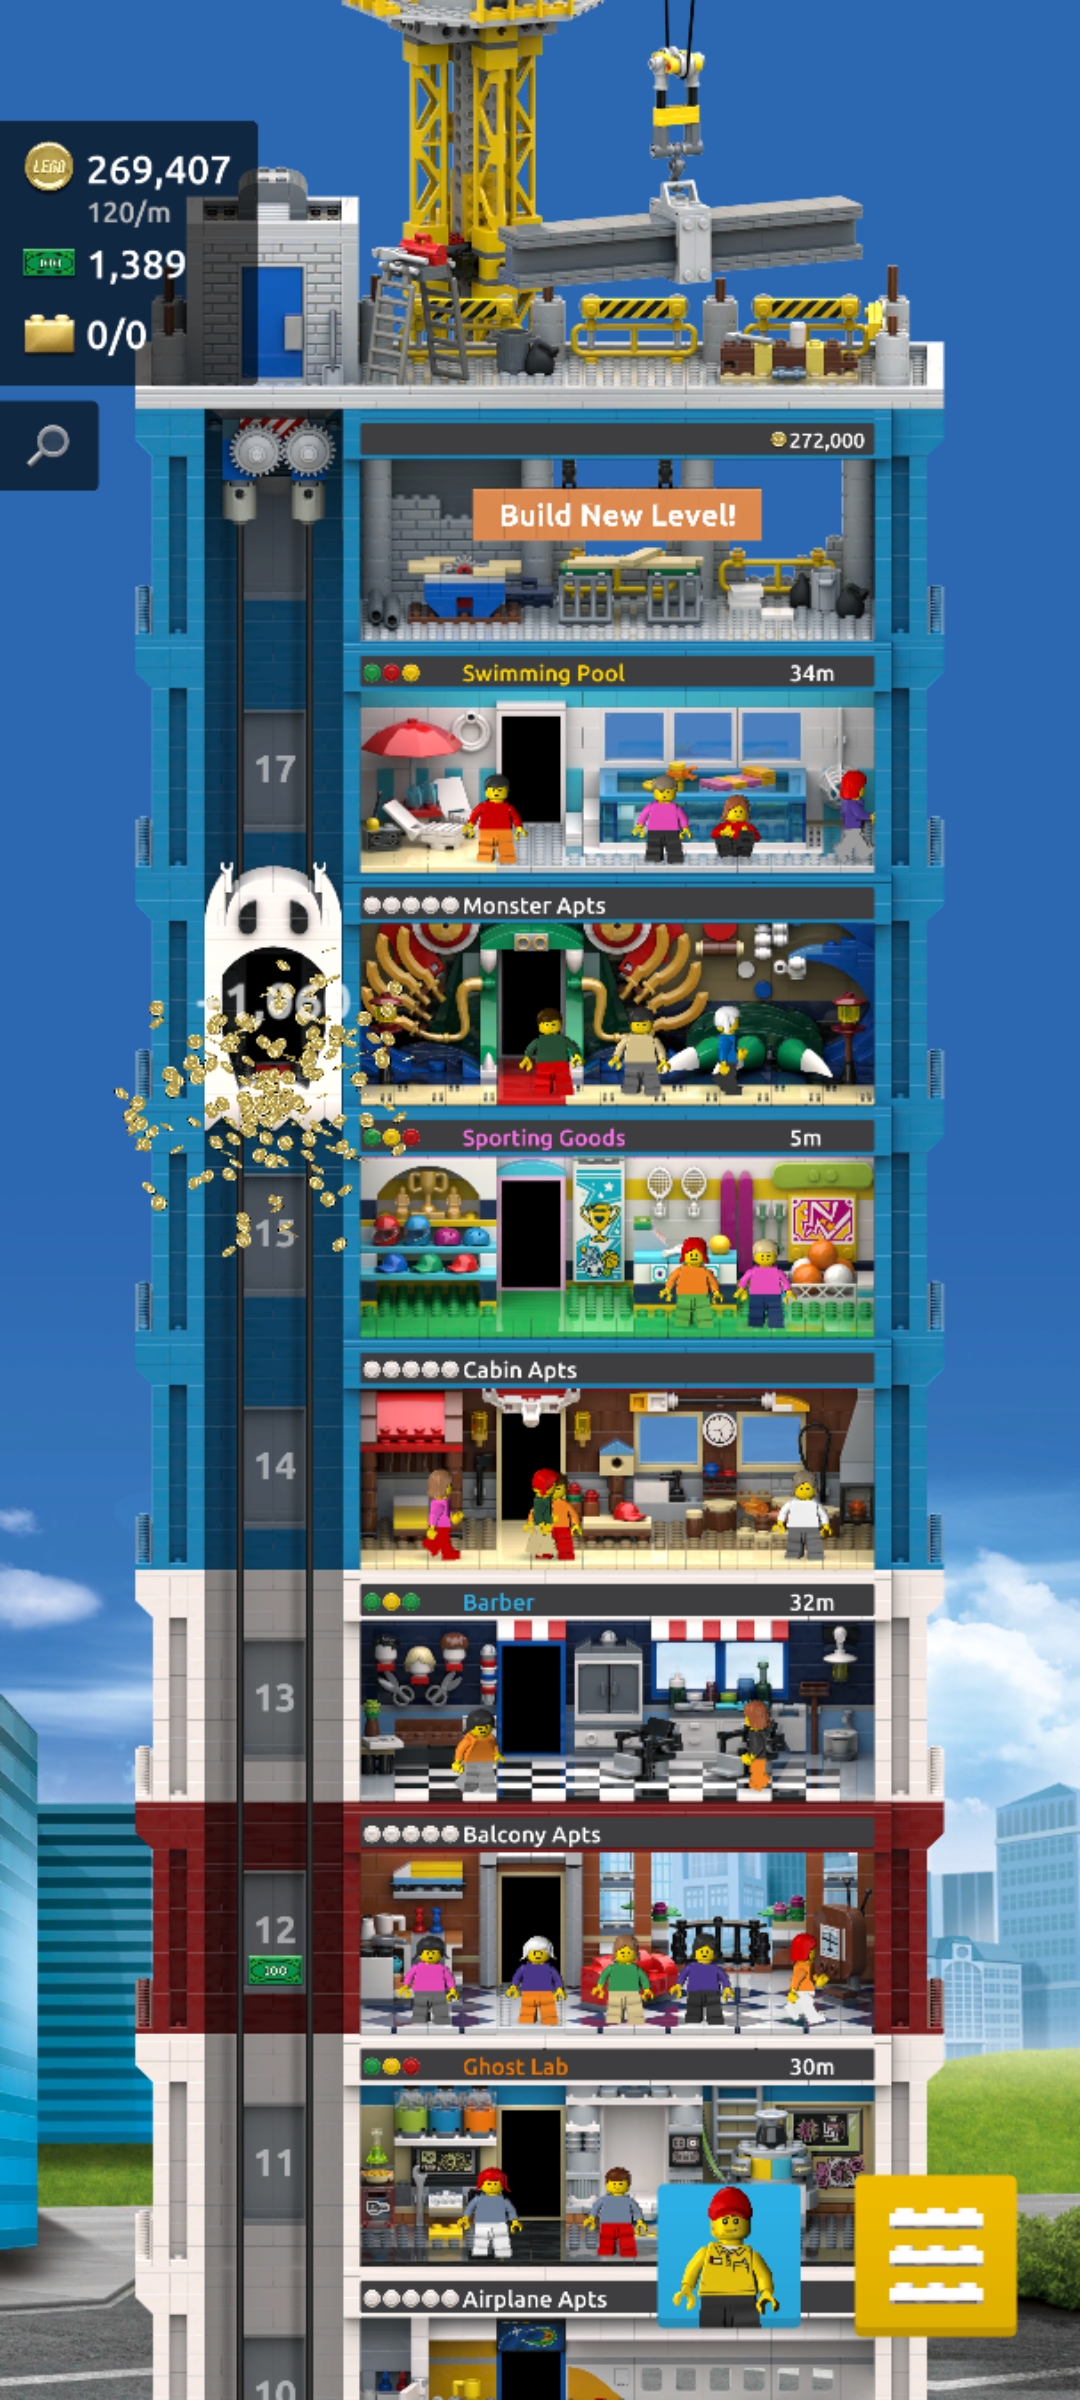 LEGO 269,407
120/m
1,389
0/0
272,000
Build New Level!
Swimming Pool 34m
17
Monster Apts
1,060
Sporting Goods 5m
15
Cabin Apts
14
Barber 32m
13
Balcony Apts
12
100
Ghost Lab 30m
11
Airplane Apts
10